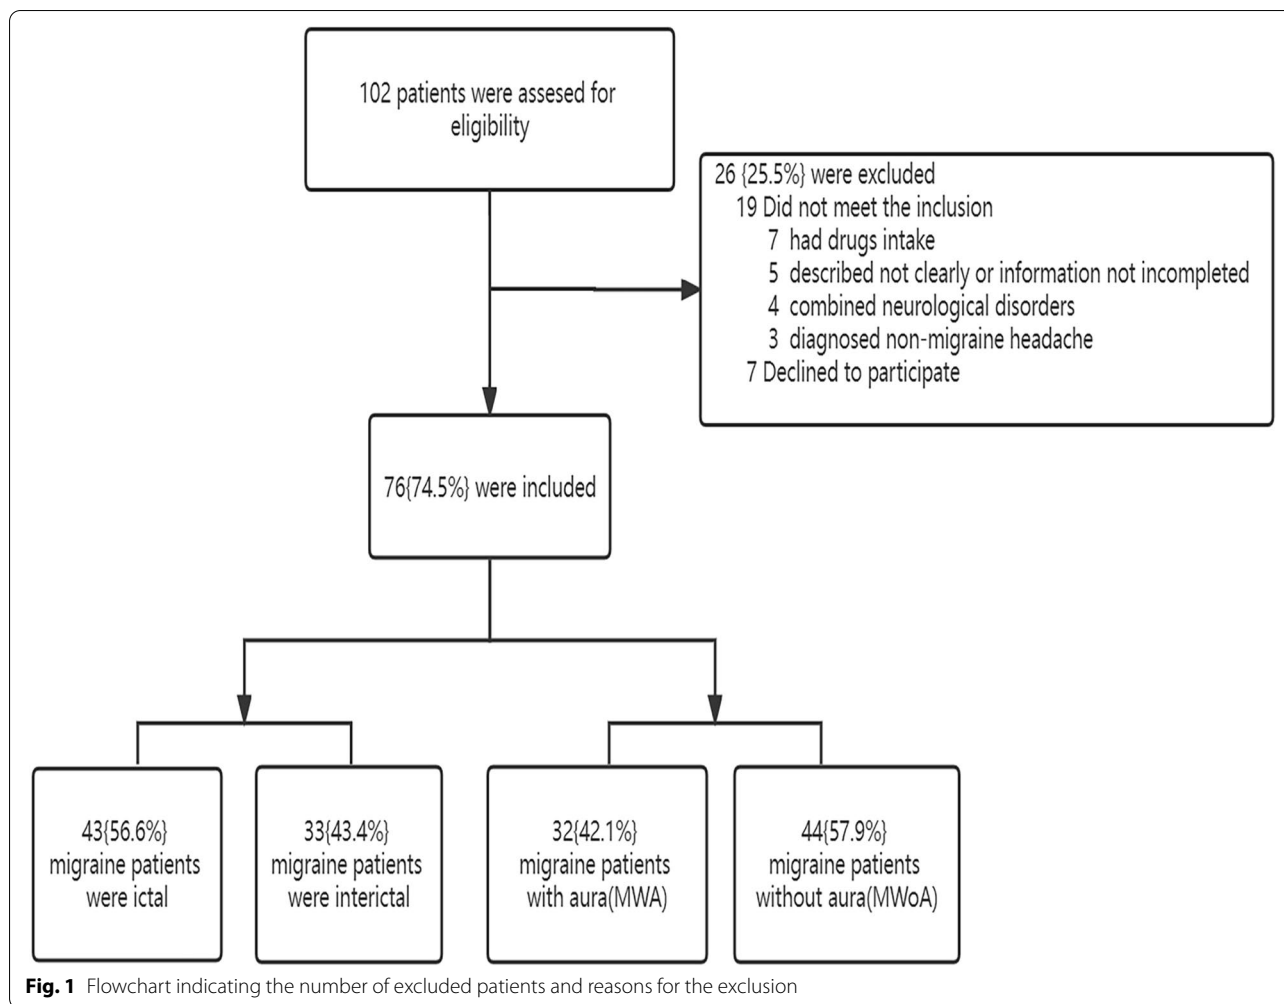 102 patients were assesed for
eligibility
26 {25.5%} were excluded
19 Did not meet the inclusion
7 had drugs intake
5 described not clearly or information not incompleted
4 combined neurological disorders
3 diagnosed non-migraine headache
7 Declined to participate
76{74.5%} were included
43{56.6%}
migraine patients
were ictal
33{43.4%}
migraine patients
were interictal
32{42.1%}
migraine patients
with aura(MWA)
44{57.9%}
migraine patients
without aura(MWoA)
Fig. 1 Flowchart indicating the number of excluded patients and reasons for the exclusion